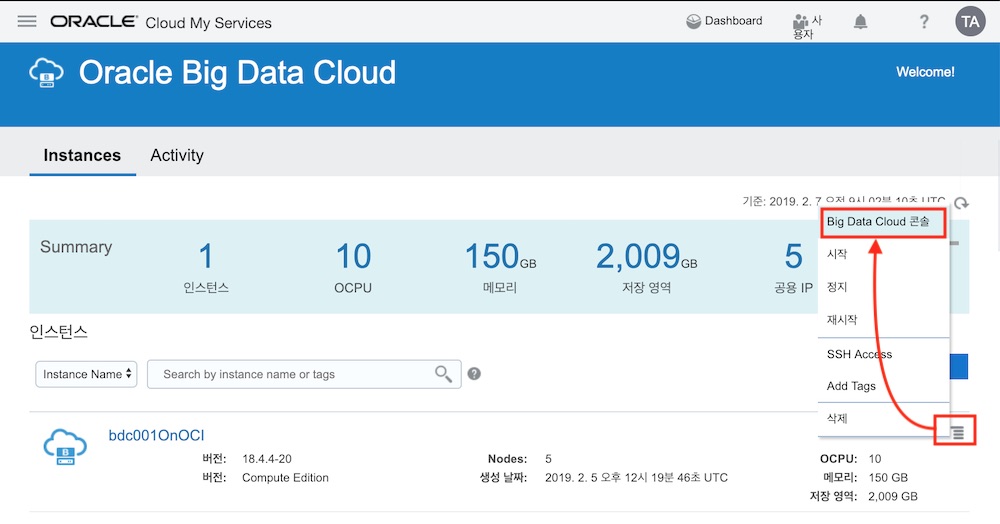 ORACLE® Cloud My Services
Dashboard
사
용자
?
TA
Oracle Big Data Cloud
Welcome!
Instances
Activity
기준: 2019. 2. 7 오전 9시 02분 10초 UTC
Summary
1
인스턴스
10
OCPU
150GB
메모리
2,009GB
저장 영역
5
공용 IP
Big Data Cloud 콘솔
시작
정지
재시작
SSH Access
Add Tags
삭제
인스턴스
Instance Name
Search by instance name or tags
?
B
bdc001OnOCI
버전: 18.4.4-20
버전: Compute Edition
Nodes: 5
생성 날짜: 2019. 2. 5 오후 12시 19분 46초 UTC
OCPU: 10
메모리: 150 GB
저장 영역: 2,009 GB